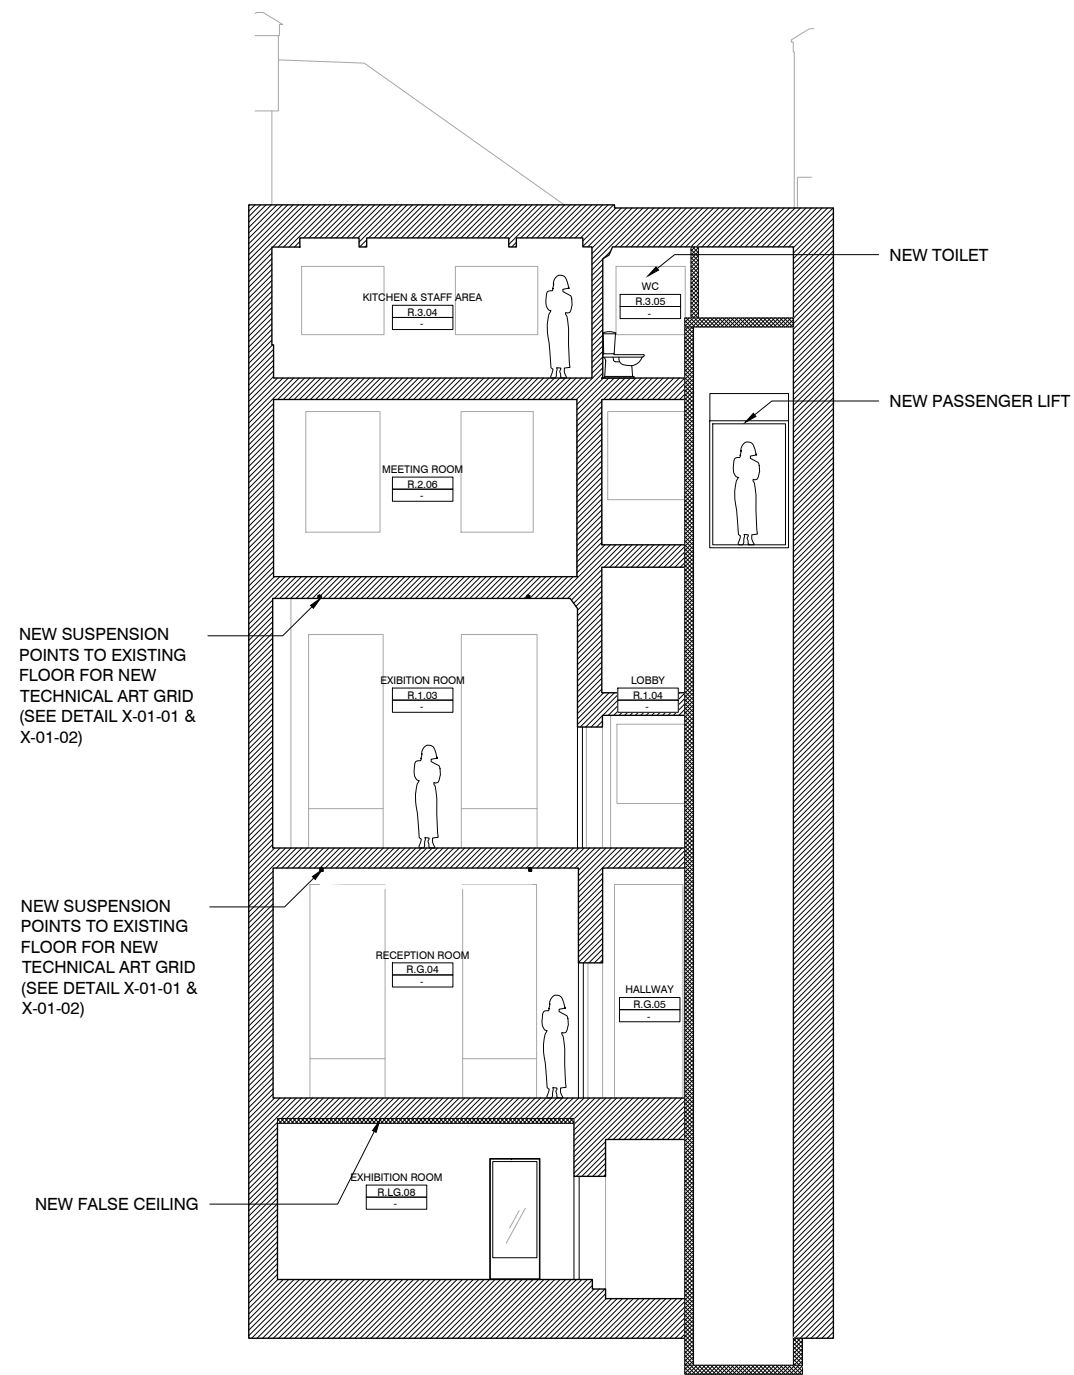 NEW TOILET
WC
R.3.05
-
KITCHEN & STAFF AREA
R.3.04
-
NEW PASSENGER LIFT
MEETING ROOM
R.2.06
-
NEW SUSPENSION
POINTS TO EXISTING
FLOOR FOR NEW
TECHNICAL ART GRID
(SEE DETAIL X-01-01 &
X-01-02)
EXIBITION ROOM
R.1.03
-
LOBBY
R.1.04
-
NEW SUSPENSION
POINTS TO EXISTING
FLOOR FOR NEW
TECHNICAL ART GRID
(SEE DETAIL X-01-01 &
X-01-02)
RECEPTION ROOM
R.G.04
-
HALLWAY
R.G.05
-
NEW FALSE CEILING
EXHIBITION ROOM
R.LG.08
-